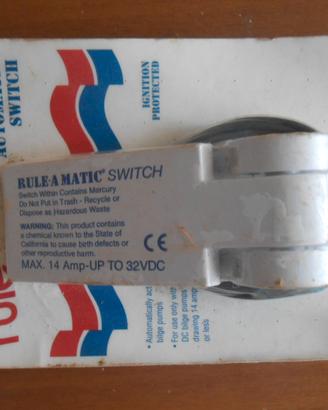 RULE·A MATIC® SWITCH
Switch Within Contains Mercury
Do Not Put in Trash - Recycle or
Dispose as Hazardous Waste
WARNING: This product contains
a chemical known to the State of
California to cause birth defects or
other reproductive harm.
CE
MAX. 14 Amp-UP TO 32VDC
SWITCH
IGNITION
PROTECTED
• Automatically act
bilge pumps
• For use only with
DC bilge pumps
drawing 14 amp
or less